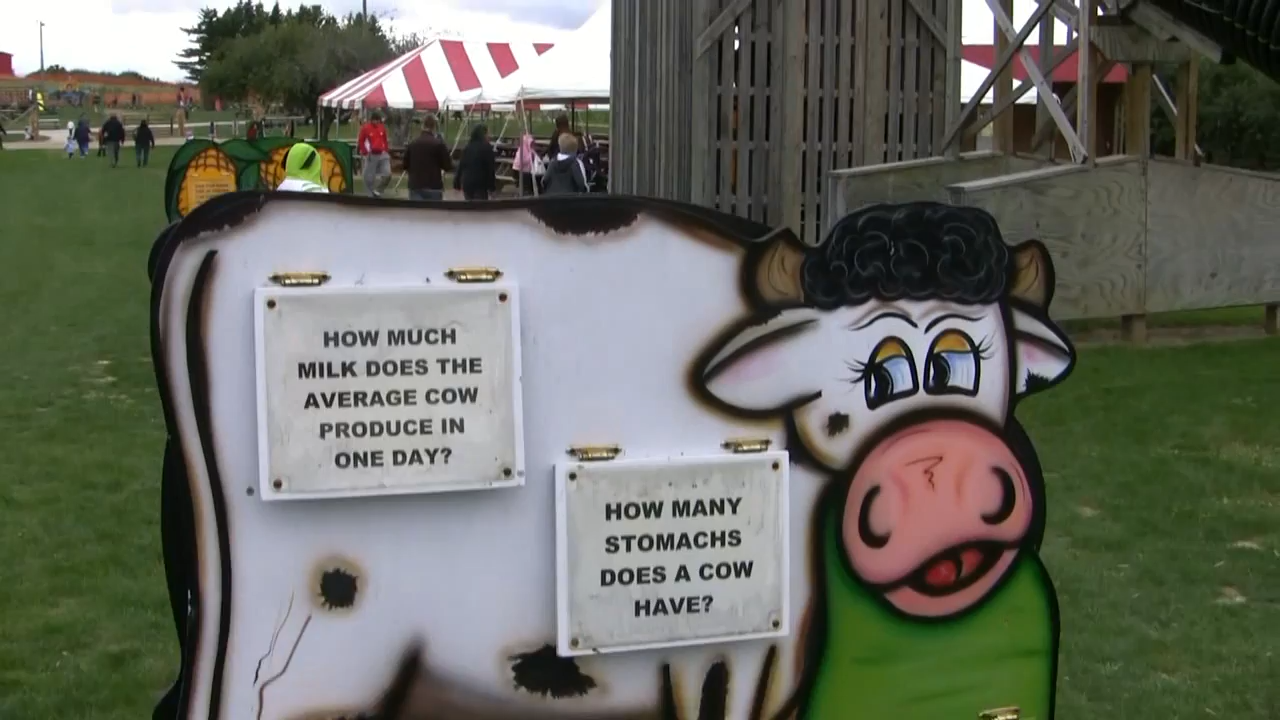 HOW MUCH
MILK DOES THE
AVERAGE COW
PRODUCE IN
ONE DAY?
HOW MANY
STOMACHS
DOES A COW
HAVE?